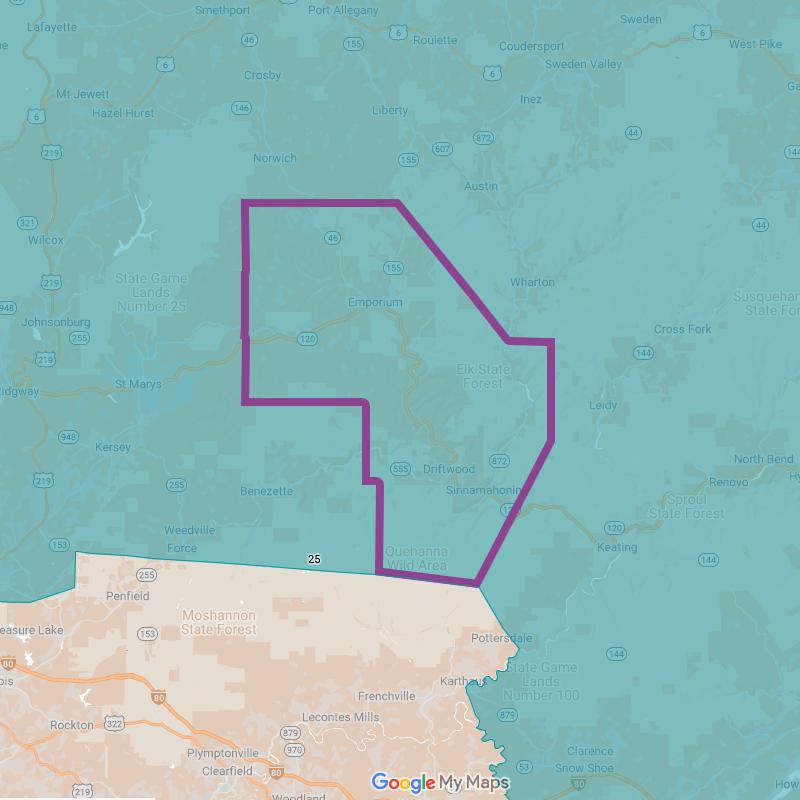 Smethport
Port Allegany
Sweden
Lafayette
46
155
6
Roulette
Coudersport
6
West Pike
6
Crosby
6
Sweden Valley
Mt Jewett
Hazel Hurst
146
Liberty
Inez
6
219
872
44
607
144
Norwich
155
Austin
321
46
44
Wilcox
155
State Game
Lands
Number 25
Wharton
219
948
Emporium
Johnsonburg
255
120
Cross Fork
144
219
Elk State
Forest
Ridgway
St Marys
Leidy
948
Kersey
872
North Bend
555
Driftwood
219
255
Benezette
Sinnamahonin
Renovo
Sproul
State Forest
Weedville
120
153
Force
Quehanna
Wild Area
Keating
25
144
255
Penfield
Moshannon
State Forest
easure Lake
153
Pottersdale
144
80
State Game
Lands
Number 100
Karthaus
80
Frenchville
879
Rockton
322
Lecontes Mills
879
970
Plymptonville
Clearfield
80
53
Clarence
Snow Shoe
80
219
Woodland
Google My Maps